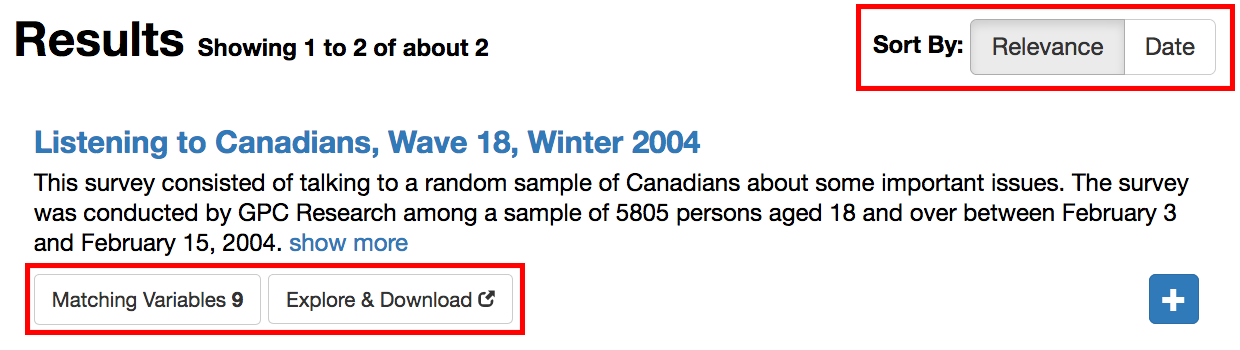 Results Showing 1 to 2 of about 2
Sort By: Relevance Date
Listening to Canadians, Wave 18, Winter 2004
This survey consisted of talking to a random sample of Canadians about some important issues. The survey
was conducted by GPC Research among a sample of 5805 persons aged 18 and over between February 3
and February 15, 2004. show more
Matching Variables 9 Explore & Download
+